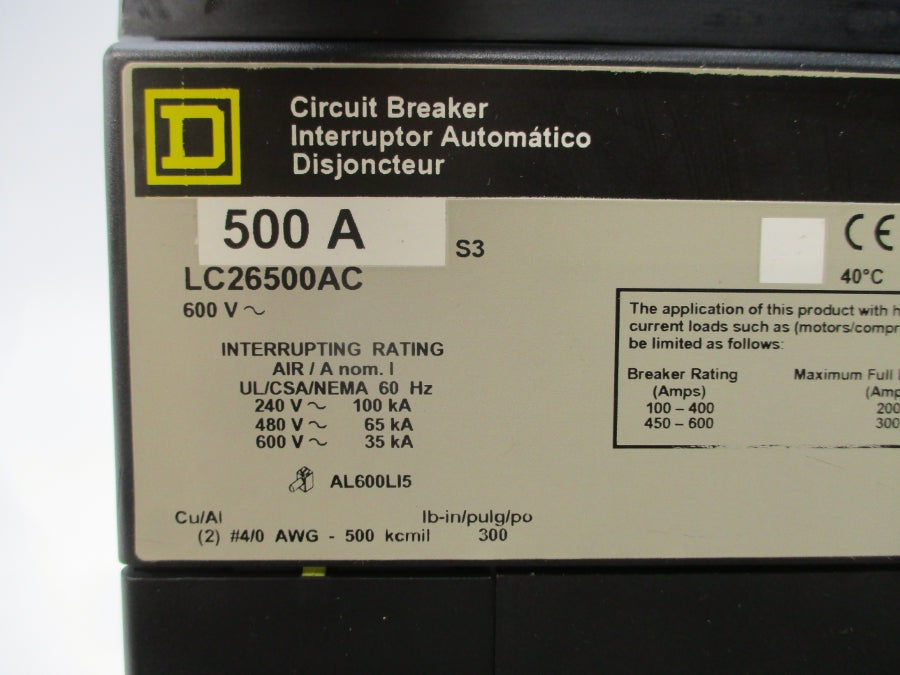 D
Circuit Breaker
Interruptor Automático
Disjoncteur
500 A
S3
LC26500AC
600 V ~
CE
40°C
INTERRUPTING RATING
AIR / A nom. I
UL/CSA/NEMA 60 Hz
240 V ~ 100 kA
480 V ~ 65 kA
600 V ~ 35 kA
AL600LI5
Cu/Al lb-in/pulg/po
(2) #4/0 AWG - 500 kcmil 300
The application of this product with
current loads such as (motors/compr
be limited as follows:
Breaker Rating Maximum Full
(Amps) (Amp
100 – 400 200
450 – 600 300